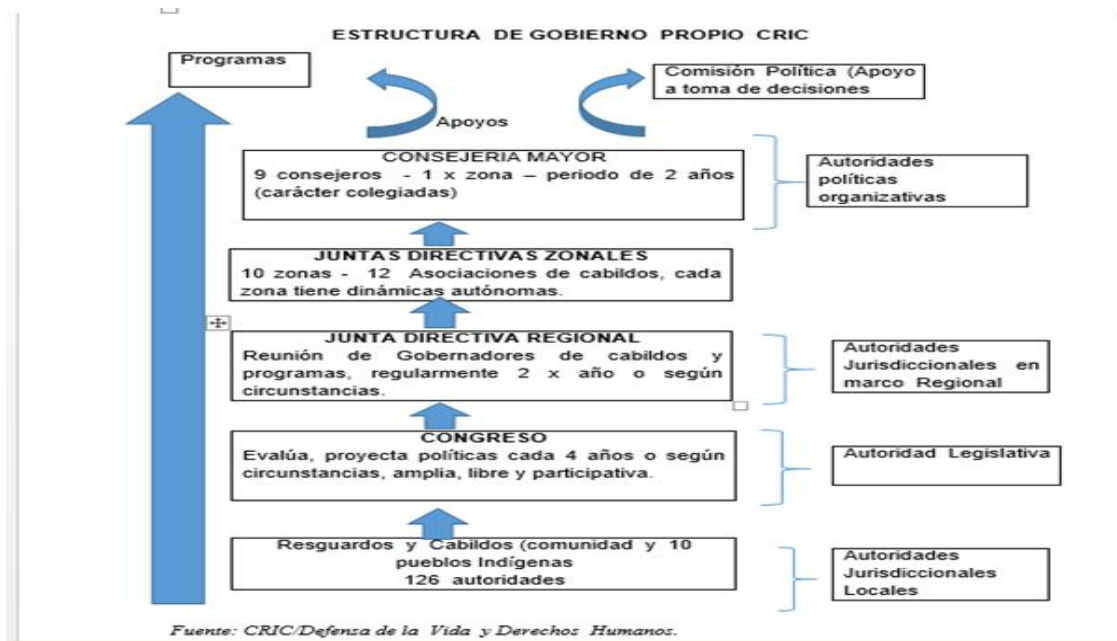 ESTRUCTURA DE GOBIERNO PROPIO CRIC
Programas
Comisión Política (Apoyo
a toma de decisiones
Apoyos
CONSEJERIA MAYOR
9 consejeros - 1 x zona – periodo de 2 años
(carácter colegiadas)
Autoridades
políticas
organizativas
JUNTAS DIRECTIVAS ZONALES
10 zonas - 12 Asociaciones de cabildos, cada
zona tiene dinámicas autónomas.
JUNTA DIRECTIVA REGIONAL
Reunión de Gobernadores de cabildos y
programas, regularmente 2 x año o según
circunstancias.
Autoridades
Jurisdiccionales en
marco Regional
CONGRESO
Evalúa, proyecta políticas cada 4 años o según
circunstancias, amplia, libre y participativa.
Autoridad Legislativa
Resguardos y Cabildos (comunidad y 10
pueblos Indígenas
126 autoridades
Autoridades
Jurisdiccionales
Locales
Fuente: CRIC/Defensa de la Vida y Derechos Humanos.